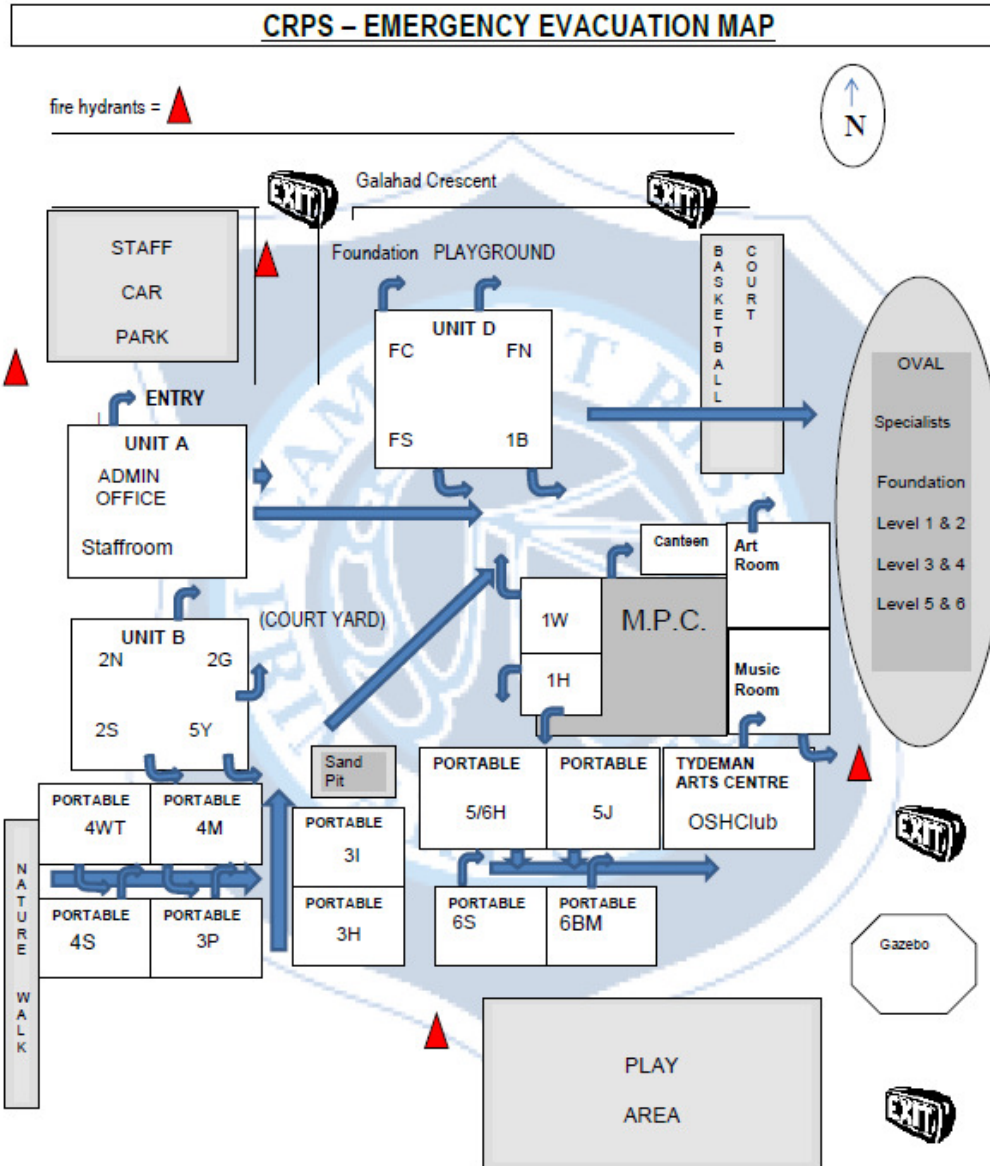 CRPS – EMERGENCY EVACUATION MAP
fire hydrants =
N
EXIT
Galahad Crescent
EXIT
STAFF
CAR
PARK
Foundation PLAYGROUND
BASKETBALL
COURT
UNIT D
FC FN
FS 1B
OVAL
Specialists
Foundation
Level 1 & 2
Level 3 & 4
Level 5 & 6
ENTRY
UNIT A
ADMIN
OFFICE
Staffroom
Canteen
Art
Room
(COURT YARD)
UNIT B
2N 2G
2S 5Y
1W
M.P.C.
1H
Music
Room
Sand
Pit
PORTABLE
5/6H
PORTABLE
5J
TYDEMAN
ARTS CENTRE
OSHClub
PORTABLE
4WT
PORTABLE
4M
PORTABLE
3I
EXIT
NATURE WALK
PORTABLE
4S
PORTABLE
3P
PORTABLE
3H
PORTABLE
6S
PORTABLE
6BM
Gazebo
PLAY
AREA
EXIT